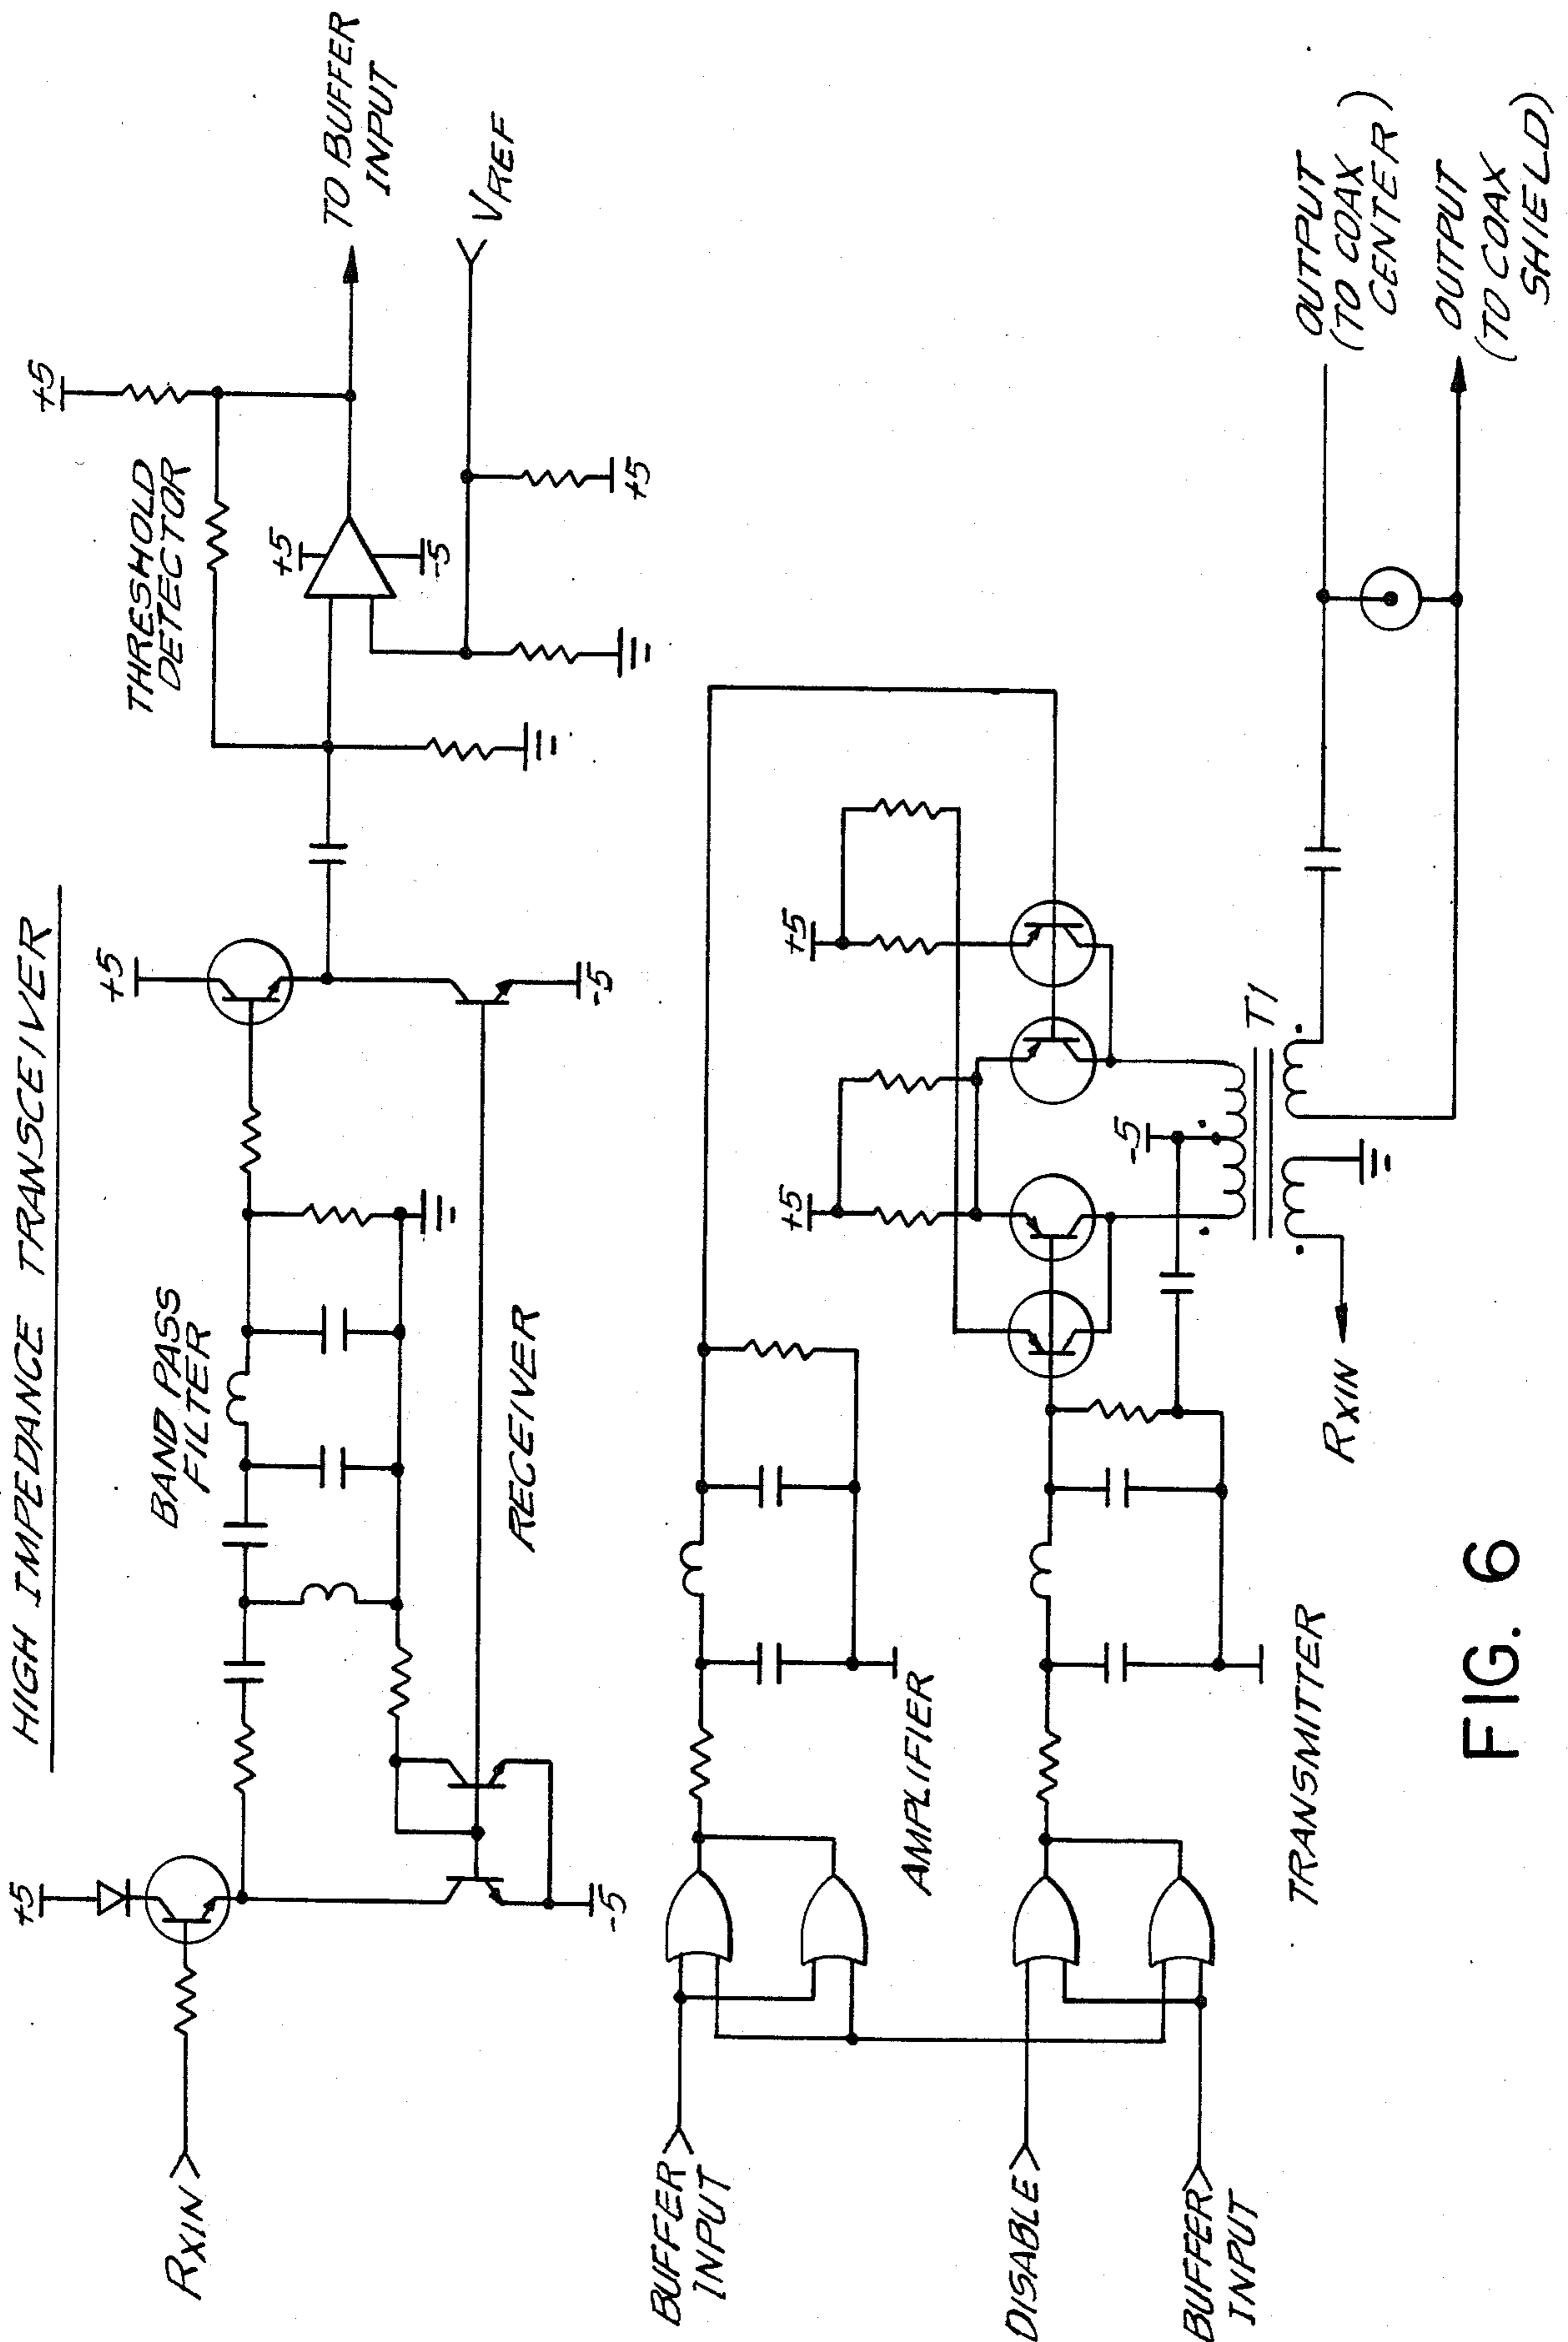 HIGH IMPEDANCE TRANSCEIVER
+5
+5
BAND PASS
FILTER
THRESHOLD
DETECTOR
+5
+5
-5
TO BUFFER
INPUT
RXIN
RECEIVER
-5
-5
+5
VREF
BUFFER
INPUT
AMPLIFIER
+5
+5
DISABLE
BUFFER
INPUT
TRANSMITTER
-5
T1
RXIN
OUTPUT
(TO COAX
CENTER)
OUTPUT
(TO COAX
SHIELD)
FIG. 6